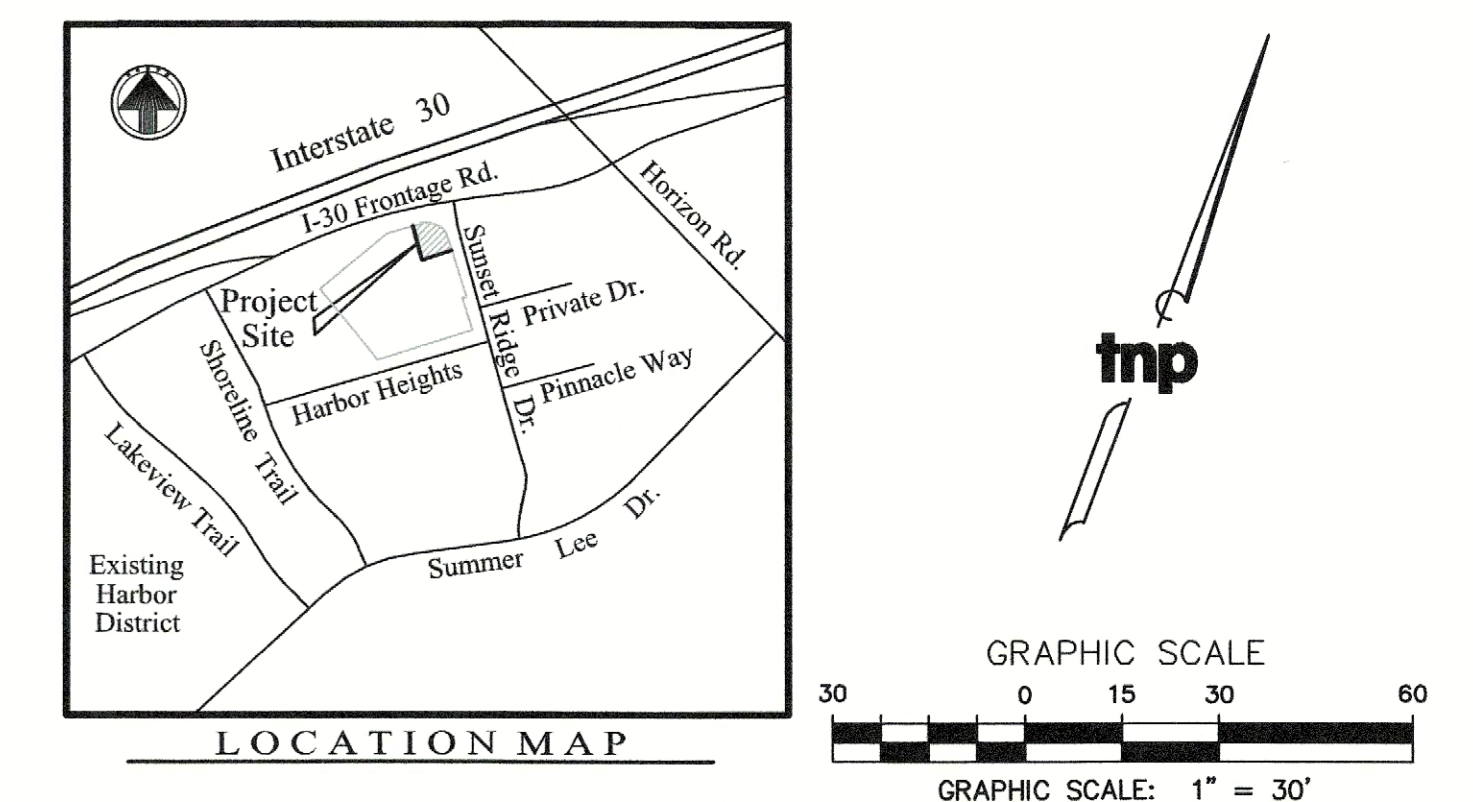 Interstate 30
I-30 Frontage Rd.
Horizon Rd.
Sunset Ridge Dr.
Project
Site
Private Dr.
Shoreline Trail
Harbor Heights
Pinnacle Way
Lakeview Trail
Summer Lee Dr.
Existing
Harbor
District
LOCATION MAP
tnp
GRAPHIC SCALE
30 0 15 30 60
GRAPHIC SCALE: 1" = 30'